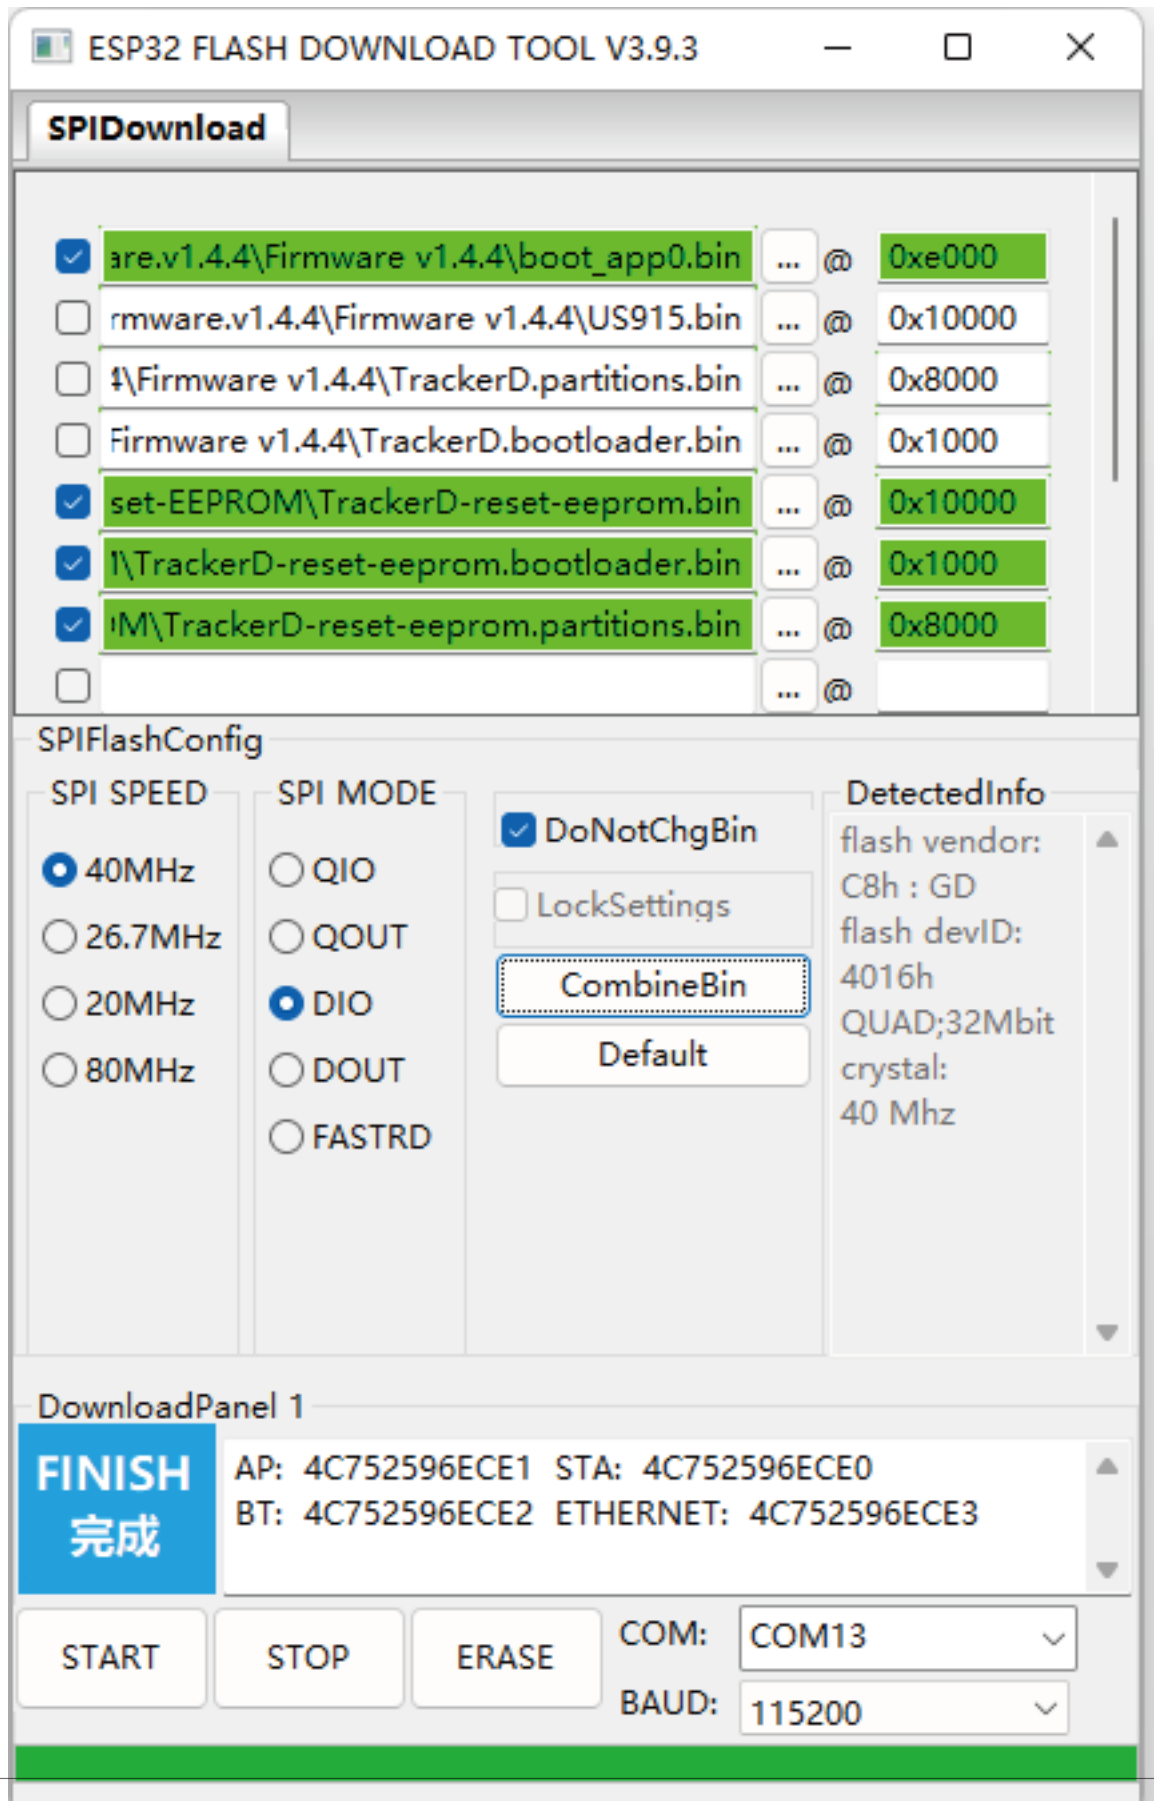 ESP32 FLASH DOWNLOAD TOOL V3.9.3
SPIDownload
are.v1.4.4\Firmware v1.4.4\boot_app0.bin ... @ 0xe000
rmware.v1.4.4\Firmware v1.4.4\US915.bin ... @ 0x10000
4\Firmware v1.4.4\TrackerD.partitions.bin ... @ 0x8000
Firmware v1.4.4\TrackerD.bootloader.bin ... @ 0x1000
set-EEPROM\TrackerD-reset-eeprom.bin ... @ 0x10000
\TrackerD-reset-eeprom.bootloader.bin ... @ 0x1000
M\TrackerD-reset-eeprom.partitions.bin ... @ 0x8000
... @
SPIFlashConfig
SPI SPEED
40MHz
26.7MHz
20MHz
80MHz
SPI MODE
QIO
QOUT
DIO
DOUT
FASTRD
DoNotChgBin
LockSettings
CombineBin
Default
DetectedInfo
flash vendor:
C8h : GD
flash devID:
4016h
QUAD;32Mbit
crystal:
40 Mhz
DownloadPanel 1
FINISH
完成
AP: 4C752596ECE1 STA: 4C752596ECE0
BT: 4C752596ECE2 ETHERNET: 4C752596ECE3
START
STOP
ERASE
COM: COM13
BAUD: 115200